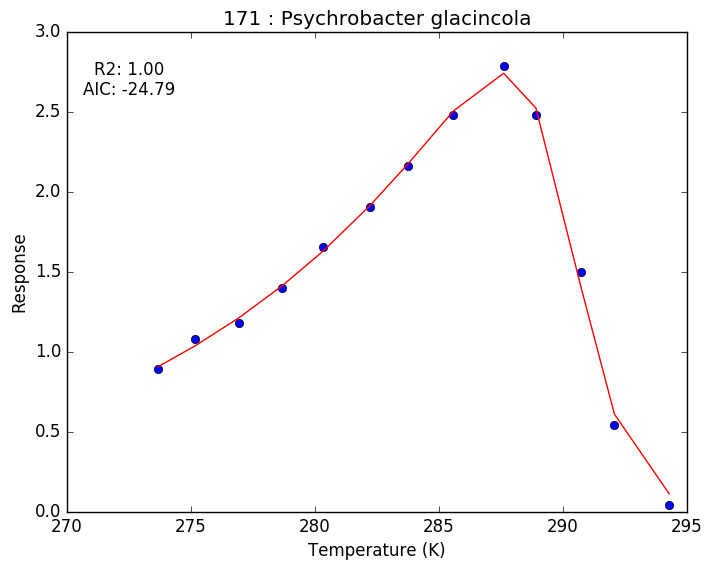 171 : Psychrobacter glacincola
R2: 1.00
AIC: -24.79
3.0
2.5
2.0
1.5
1.0
0.5
0.0
Response
270 275 280 285 290 295
Temperature (K)